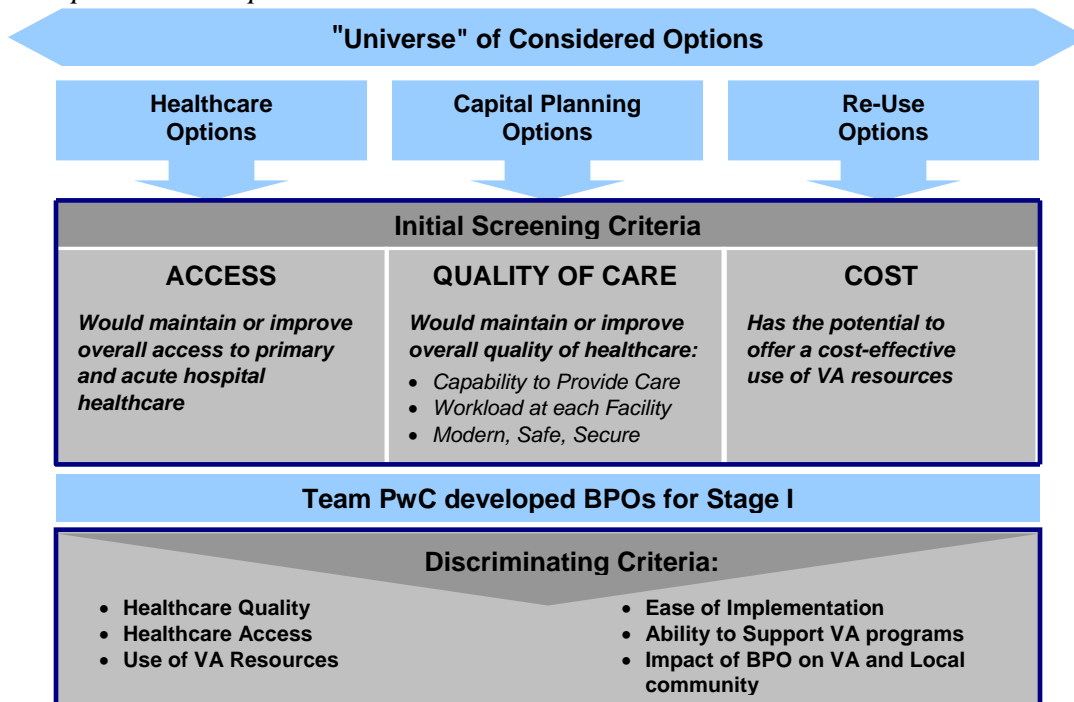 "Universe" of Considered Options
Healthcare
Options
Capital Planning
Options
Re-Use
Options
Initial Screening Criteria
ACCESS
Would maintain or improve
overall access to primary
and acute hospital
healthcare
QUALITY OF CARE
Would maintain or improve
overall quality of healthcare:
• Capability to Provide Care
• Workload at each Facility
• Modern, Safe, Secure
COST
Has the potential to
offer a cost-effective
use of VA resources
Team PwC developed BPOs for Stage I
Discriminating Criteria:
• Healthcare Quality
• Healthcare Access
• Use of VA Resources
• Ease of Implementation
• Ability to Support VA programs
• Impact of BPO on VA and Local
community